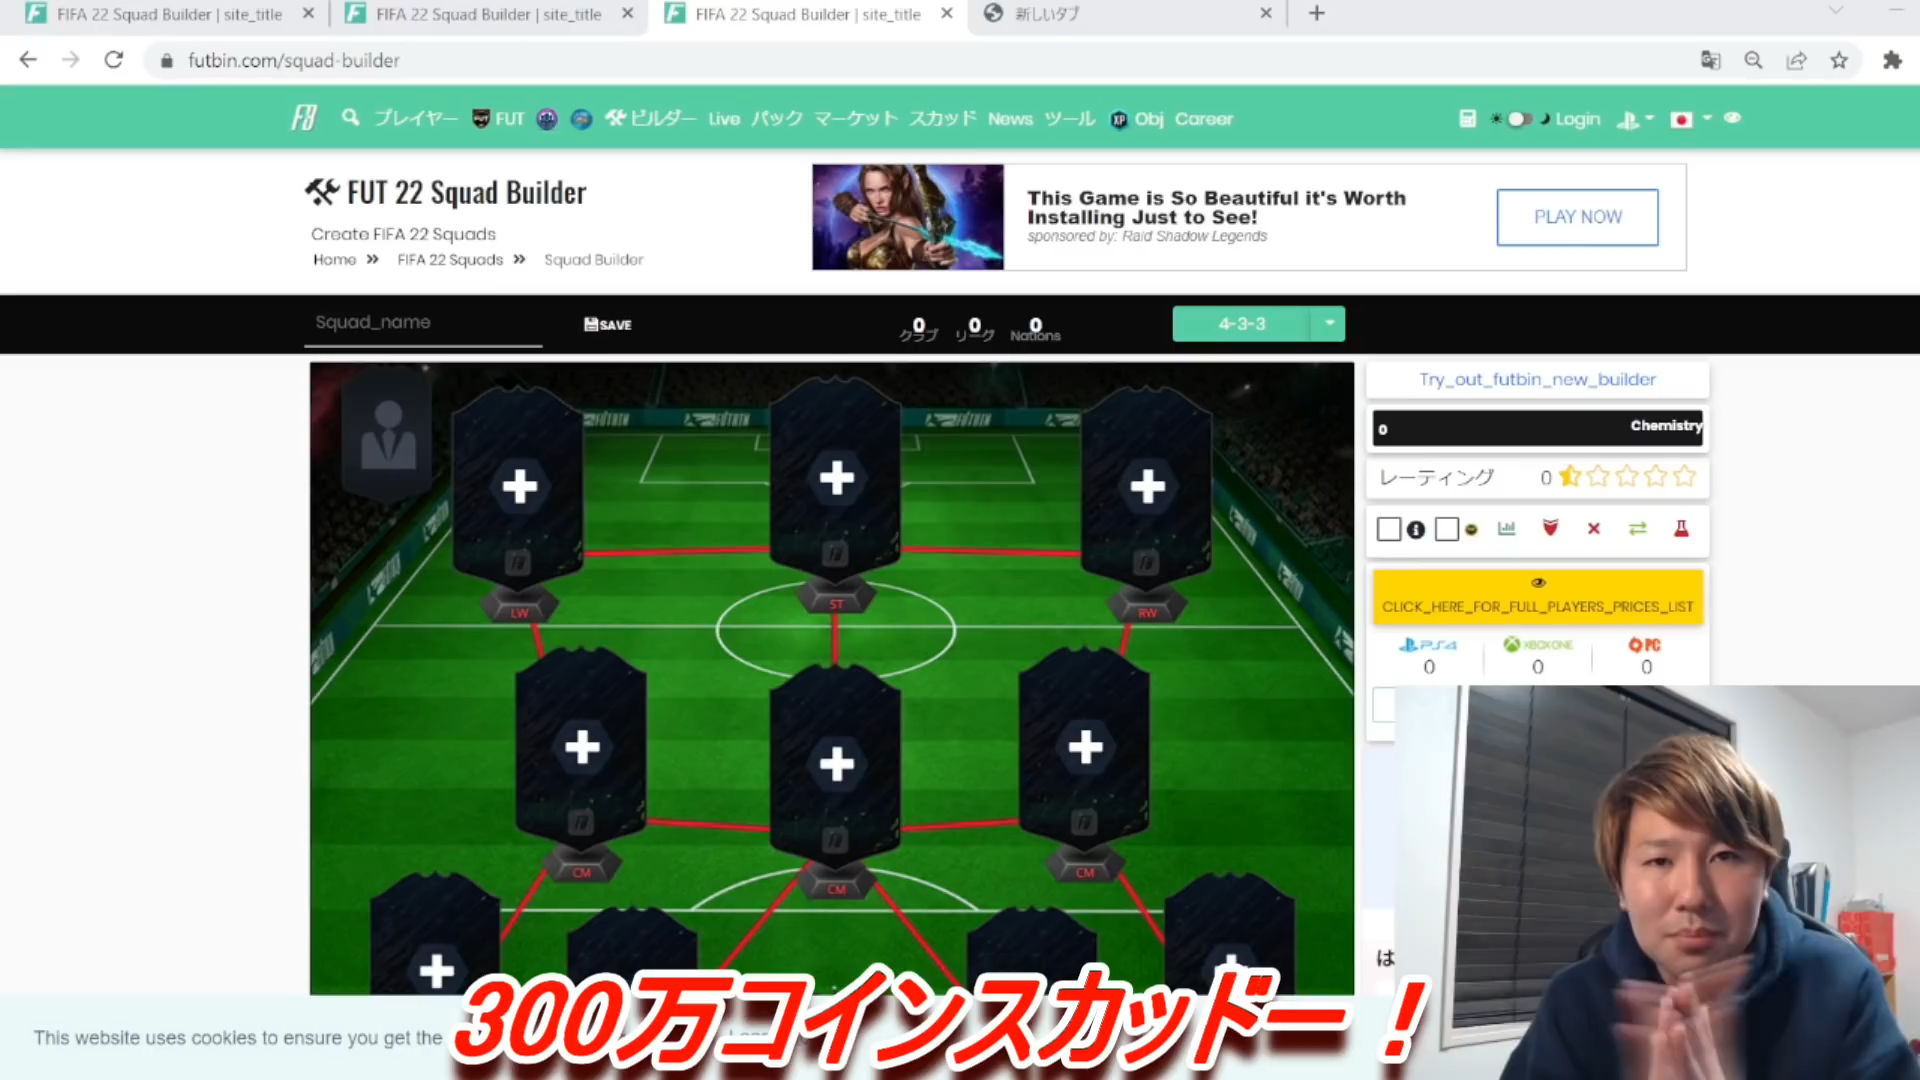 FIFA 22 Squad Builder | site_title
FIFA 22 Squad Builder | site_title
FIFA 22 Squad Builder | site_title
新しいタブ
futbin.com/squad-builder
プレイヤー FUT ビルダー Live パック マーケット スカッド News ツール Obj Career Login
FUT 22 Squad Builder
Create FIFA 22 Squads
Home » FIFA 22 Squads » Squad Builder
This Game is So Beautiful it's Worth
Installing Just to See!
sponsored by: Raid Shadow Legends
PLAY NOW
Squad_name
SAVE
0 クラブ
0 リーグ
0 Nations
4-3-3
Try_out_futbin_new_builder
0 Chemistry
レーティング 0
CLICK_HERE_FOR_FULL_PLAYERS_PRICES_LIST
PS4 XBOX ONE PC
0 0 0
LW
ST
RW
CM
CM
CM
は
This website uses cookies to ensure you get the
300万コインスカッドー！